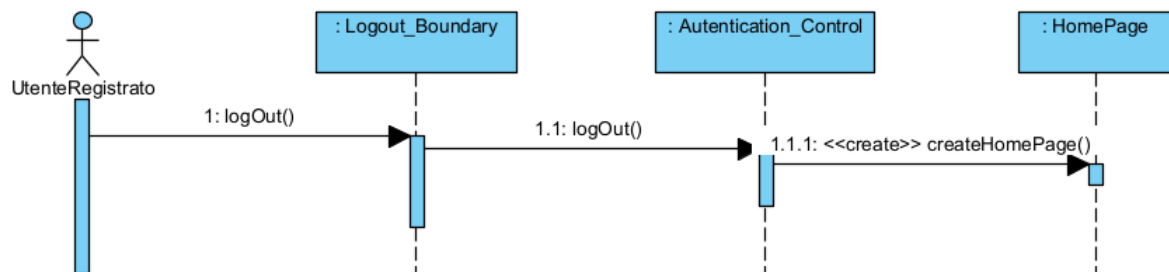 : Logout_Boundary
: Autentication_Control
: HomePage
UtenteRegistrato
1: logOut()
1.1: logOut()
1.1.1: <<create>> createHomePage()